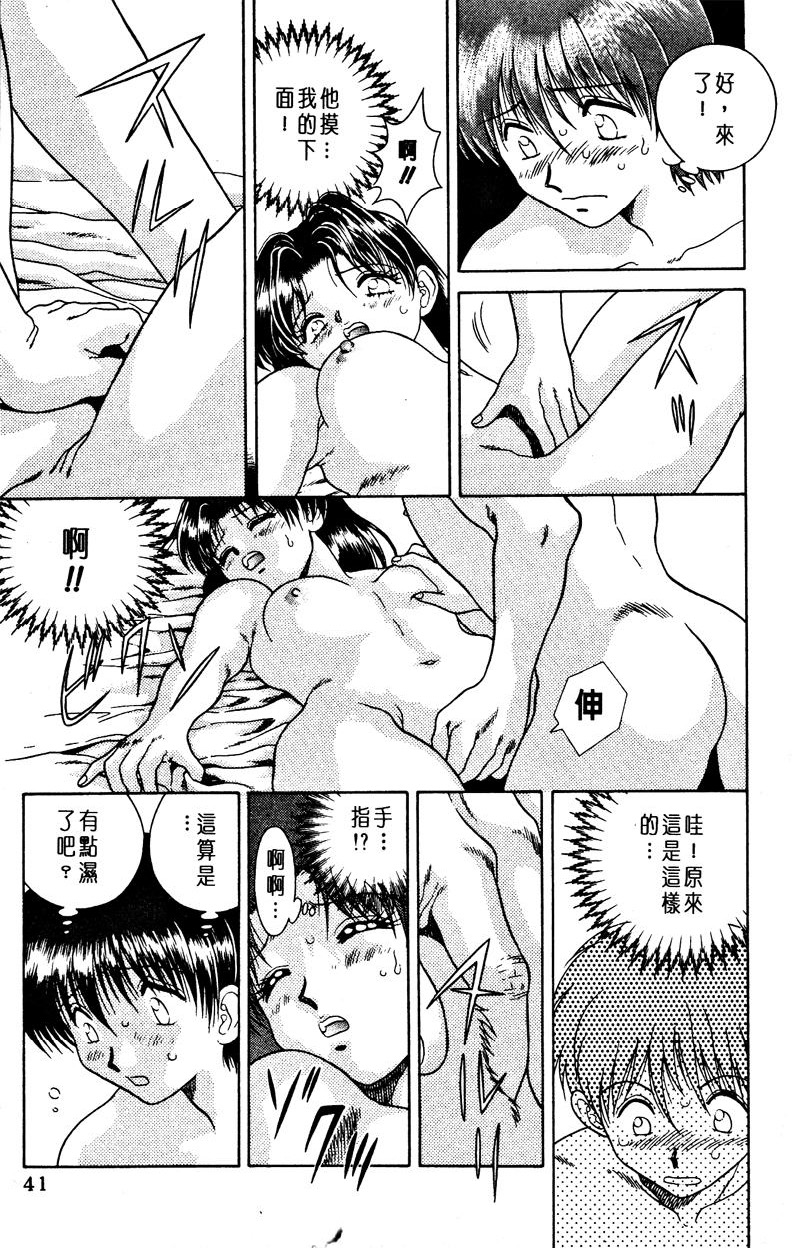 好，來
了！
他摸…
我的下
面！
啊!!
啊!!
伸
哇！原來
這是這樣
的…
手…
指!?
啊啊…
這算是
…
有點濕
了吧？
41